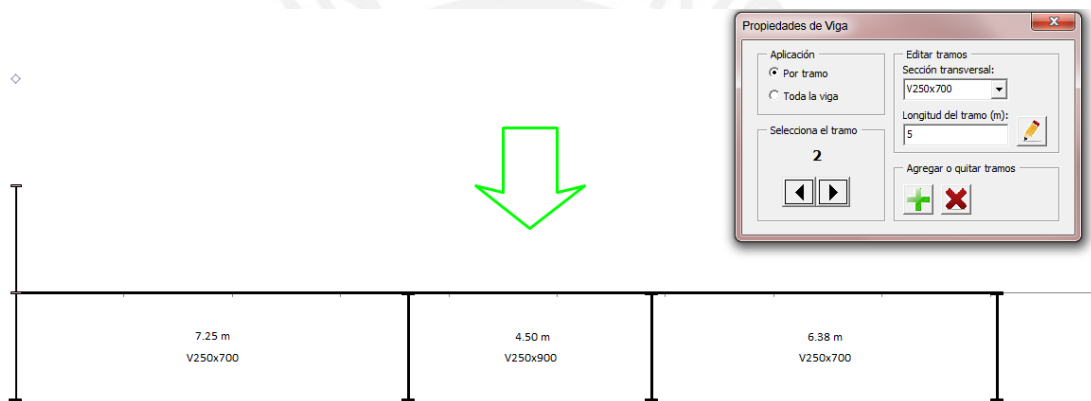 Propiedades de Viga
Aplicación
Por tramo
Toda la viga
Selecciona el tramo
2
Editar tramos
Sección transversal:
V250x700
Longitud del tramo (m):
5
Agregar o quitar tramos
7.25 m
4.50 m
6.38 m
V250x700
V250x900
V250x700